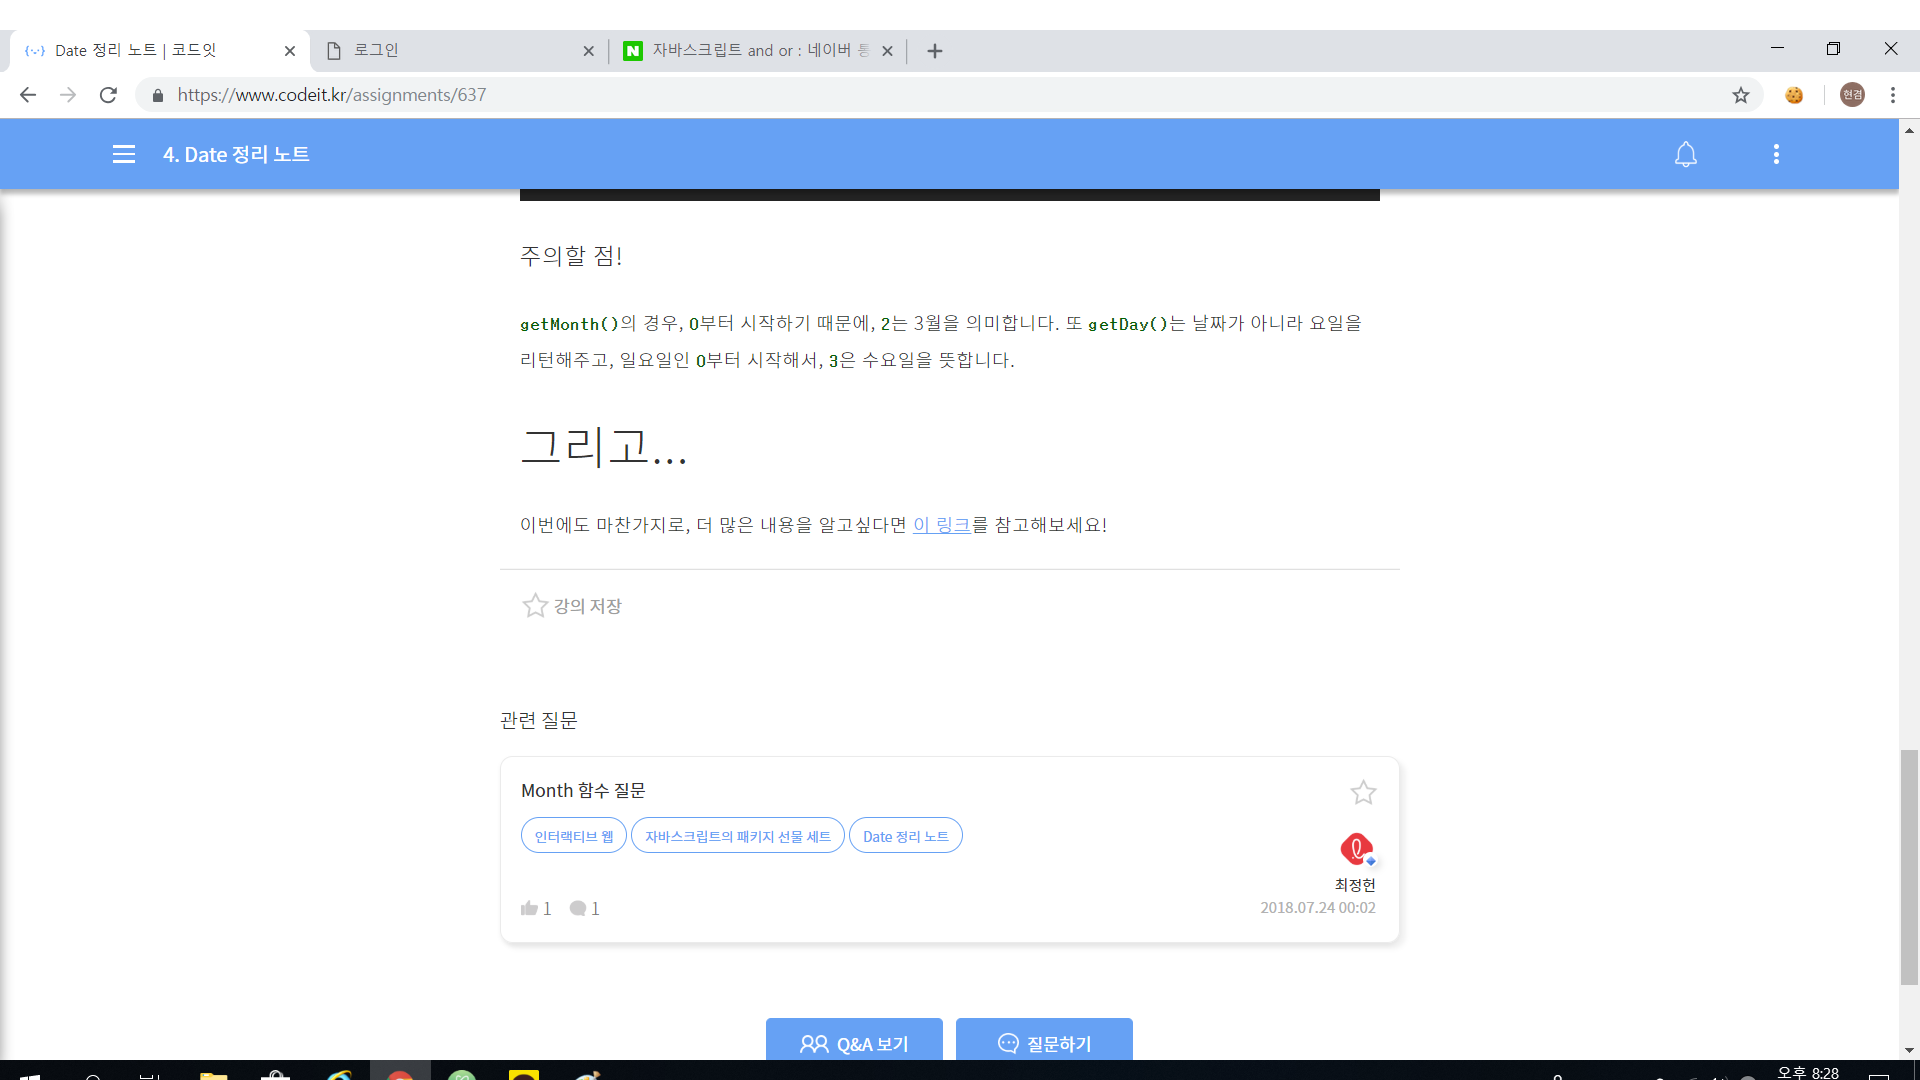 Date 정리 노트 | 코드잇
로그인
자바스크립트 and or : 네이버 통
https://www.codeit.kr/assignments/637
현겸
4. Date 정리 노트
주의할 점!
getMonth()의 경우, 0부터 시작하기 때문에, 2는 3월을 의미합니다. 또 getDay()는 날짜가 아니라 요일을
리턴해주고, 일요일인 0부터 시작해서, 3은 수요일을 뜻합니다.
그리고...
이번에도 마찬가지로, 더 많은 내용을 알고싶다면 이 링크를 참고해보세요!
강의 저장
관련 질문
Month 함수 질문
인터랙티브 웹
자바스크립트의 패키지 선물 세트
Date 정리 노트
최정헌
1 1
2018.07.24 00:02
Q&A 보기
질문하기
오후 8:28